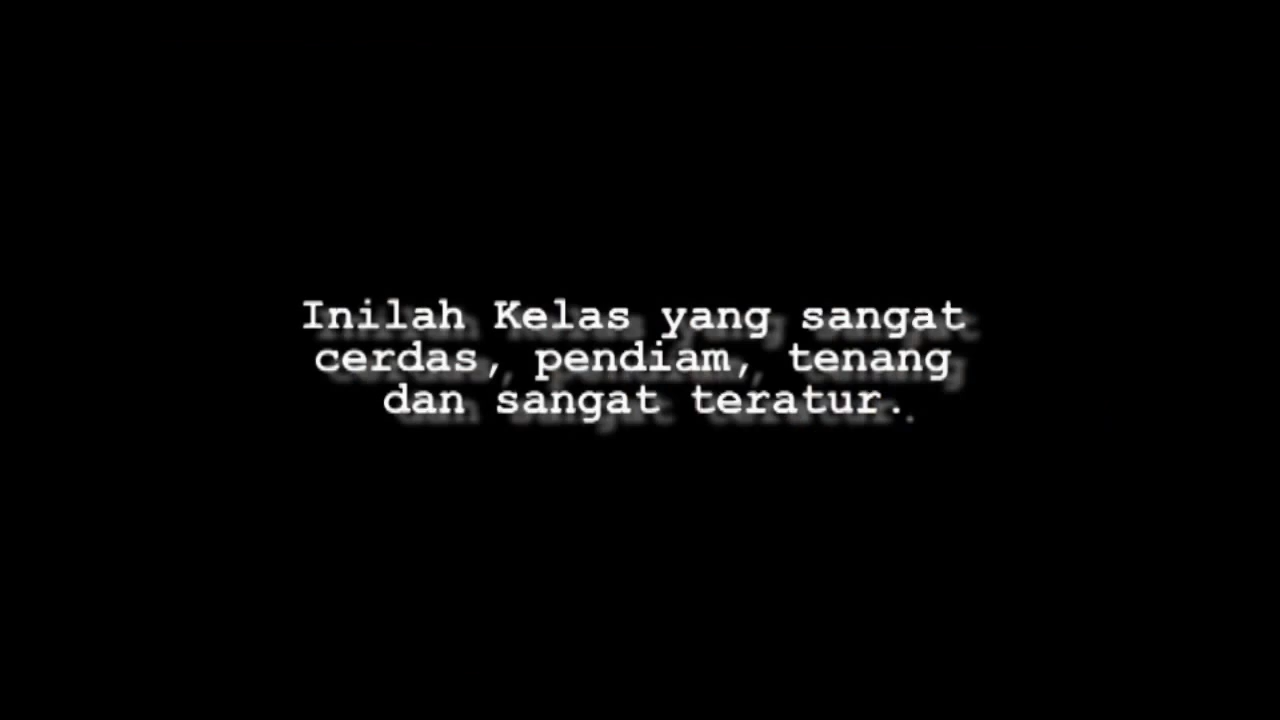 Inilah Kelas yang sangat
cerdas, pendiam, tenang
dan sangat teratur.